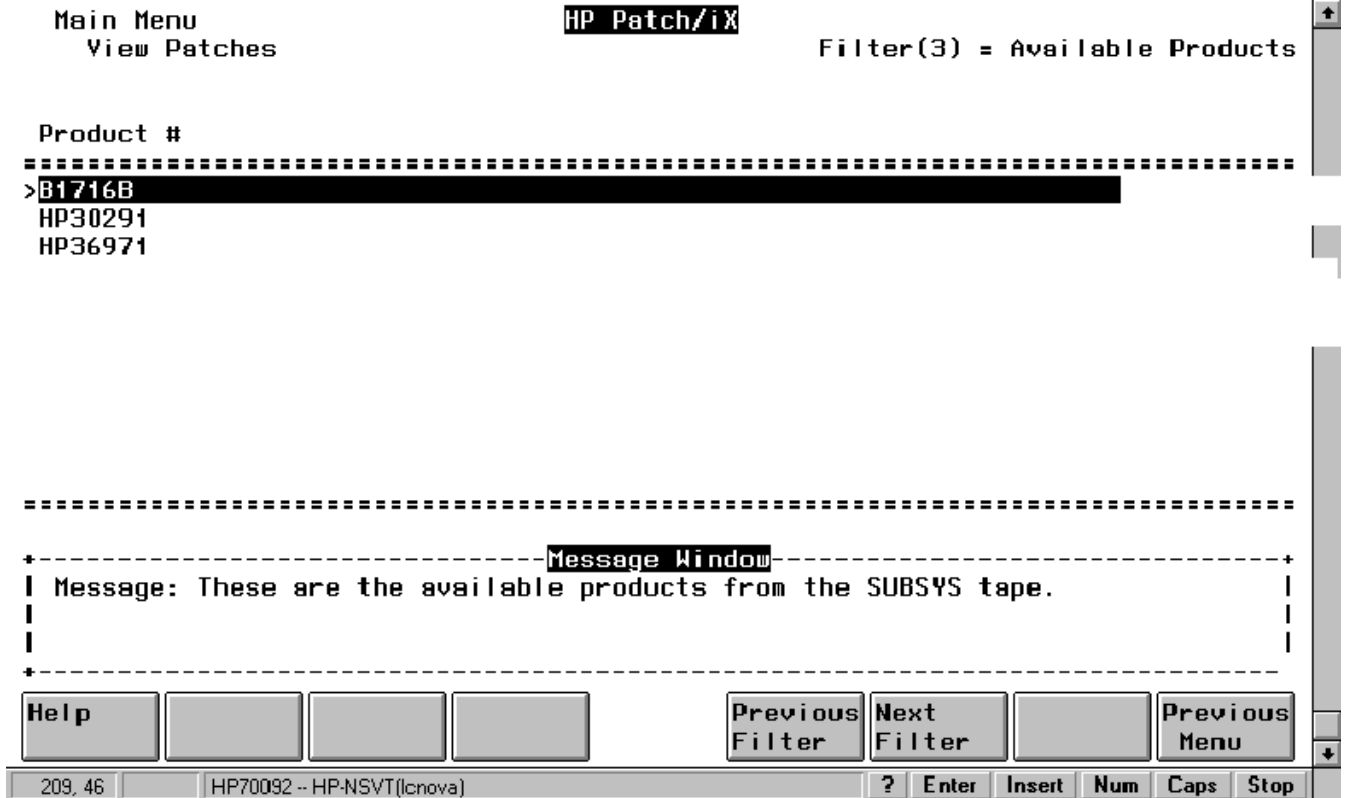 Main Menu HP Patch/iX
View Patches Filter(3) = Available Products
Product #
================================================================================
>B1716B
HP30291
HP36971
================================================================================
+--------------------------------Message Window--------------------------------+
| Message: These are the available products from the SUBSYS tape. |
| |
| |
+------------------------------------------------------------------------------
Help Previous Filter Next Filter Previous Menu
209, 46 HP70092 -- HP-NSVT(lcnova) ? Enter Insert Num Caps Stop